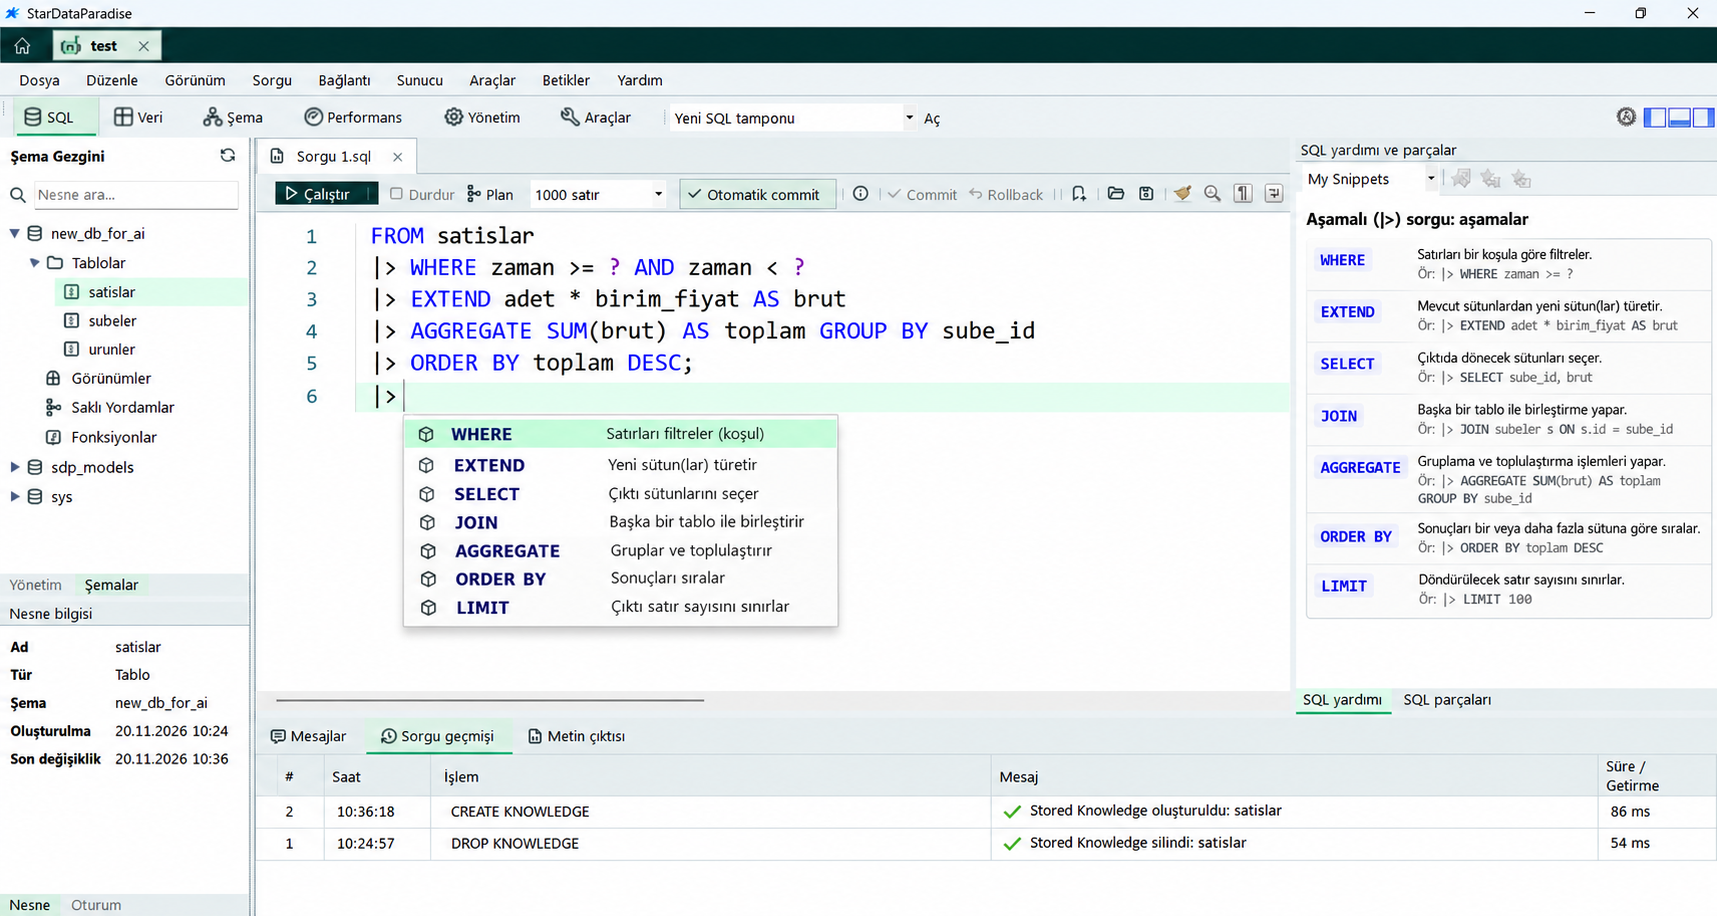 StarDataParadise
test
Dosya Düzenle Görünüm Sorgu Bağlantı Sunucu Araçlar Betikler Yardım
SQL Veri Şema Performans Yönetim Araçlar Yeni SQL tamponu Aç
Şema Gezgini
Nesne ara...
new_db_for_ai
Tablolar
satislar
subeler
urunler
Görünümler
Saklı Yordamlar
Fonksiyonlar
sdp_models
sys
Yönetim Şemalar
Nesne bilgisi
Ad satislar
Tür Tablo
Şema new_db_for_ai
Oluşturulma 20.11.2026 10:24
Son değişiklik 20.11.2026 10:36
Nesne Oturum
Sorgu 1.sql
Çalıştır Durdur Plan 1000 satır Otomatik commit Commit Rollback
1 FROM satislar
2 |> WHERE zaman >= ? AND zaman < ?
3 |> EXTEND adet * birim_fiyat AS brut
4 |> AGGREGATE SUM(brut) AS toplam GROUP BY sube_id
5 |> ORDER BY toplam DESC;
6 |>
WHERE Satırları filtreler (koşul)
EXTEND Yeni sütun(lar) türetir
SELECT Çıktı sütunlarını seçer
JOIN Başka bir tablo ile birleştirir
AGGREGATE Gruplar ve toplulaştırır
ORDER BY Sonuçları sıralar
LIMIT Çıktı satır sayısını sınırlar
SQL yardımı ve parçalar
My Snippets
Aşamalı (|>) sorgu: aşamalar
WHERE Satırları bir koşula göre filtreler.
Ör: |> WHERE zaman >= ?
EXTEND Mevcut sütunlardan yeni sütun(lar) türetir.
Ör: |> EXTEND adet * birim_fiyat AS brut
SELECT Çıktıda dönecek sütunları seçer.
Ör: |> SELECT sube_id, brut
JOIN Başka bir tablo ile birleştirme yapar.
Ör: |> JOIN subeler s ON s.id = sube_id
AGGREGATE Gruplama ve toplulaştırma işlemleri yapar.
Ör: |> AGGREGATE SUM(brut) AS toplam
GROUP BY sube_id
ORDER BY Sonuçları bir veya daha fazla sütuna göre sıralar.
Ör: |> ORDER BY toplam DESC
LIMIT Döndürülecek satır sayısını sınırlar.
Ör: |> LIMIT 100
SQL yardımı SQL parçaları
Mesajlar Sorgu geçmişi Metin çıktısı
# Saat İşlem Mesaj Süre /
Getirme
2 10:36:18 CREATE KNOWLEDGE Stored Knowledge oluşturuldu: satislar 86 ms
1 10:24:57 DROP KNOWLEDGE Stored Knowledge silindi: satislar 54 ms